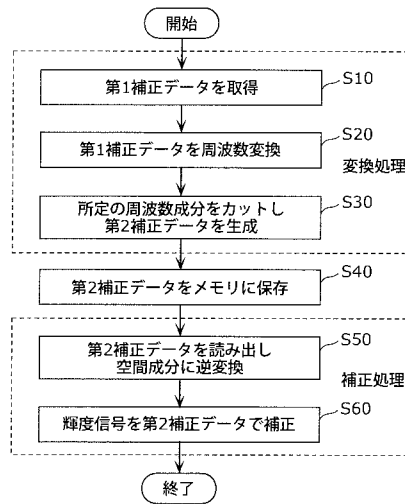 開始
第1補正データを取得
S10
第1補正データを周波数変換
S20
変換処理
所定の周波数成分をカットし
第2補正データを生成
S30
第2補正データをメモリに保存
S40
第2補正データを読み出し
空間成分に逆変換
S50
補正処理
輝度信号を第2補正データで補正
S60
終了